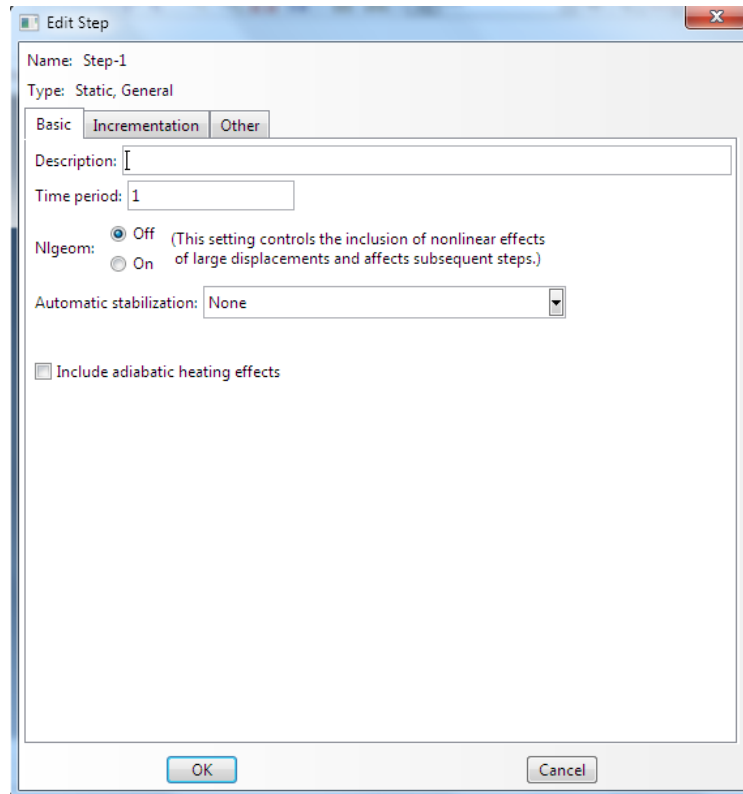 Edit Step
x
Name: Step-1
Type: Static, General
Basic Incrementation Other
Description:
Time period: 1
Nlgeom: Off (This setting controls the inclusion of nonlinear effects
On of large displacements and affects subsequent steps.)
Automatic stabilization: None
Include adiabatic heating effects
OK Cancel